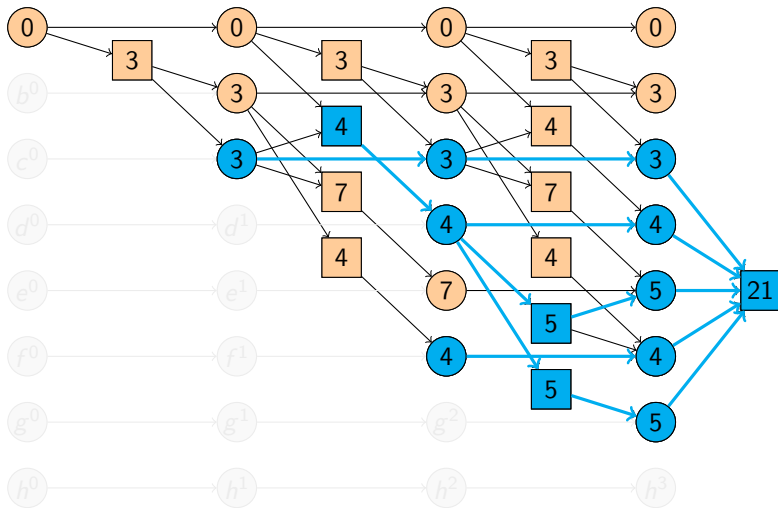 0 0 0 0
3 3 3
b⁰ 3 3 3
4 4
c⁰ 3 3 3
7 7
d⁰ d¹ 4 4
4 4
e⁰ e¹ 7 5 21
5
f⁰ f¹ 4 4
5
g⁰ g¹ g² 5
h⁰ h¹ h² h³